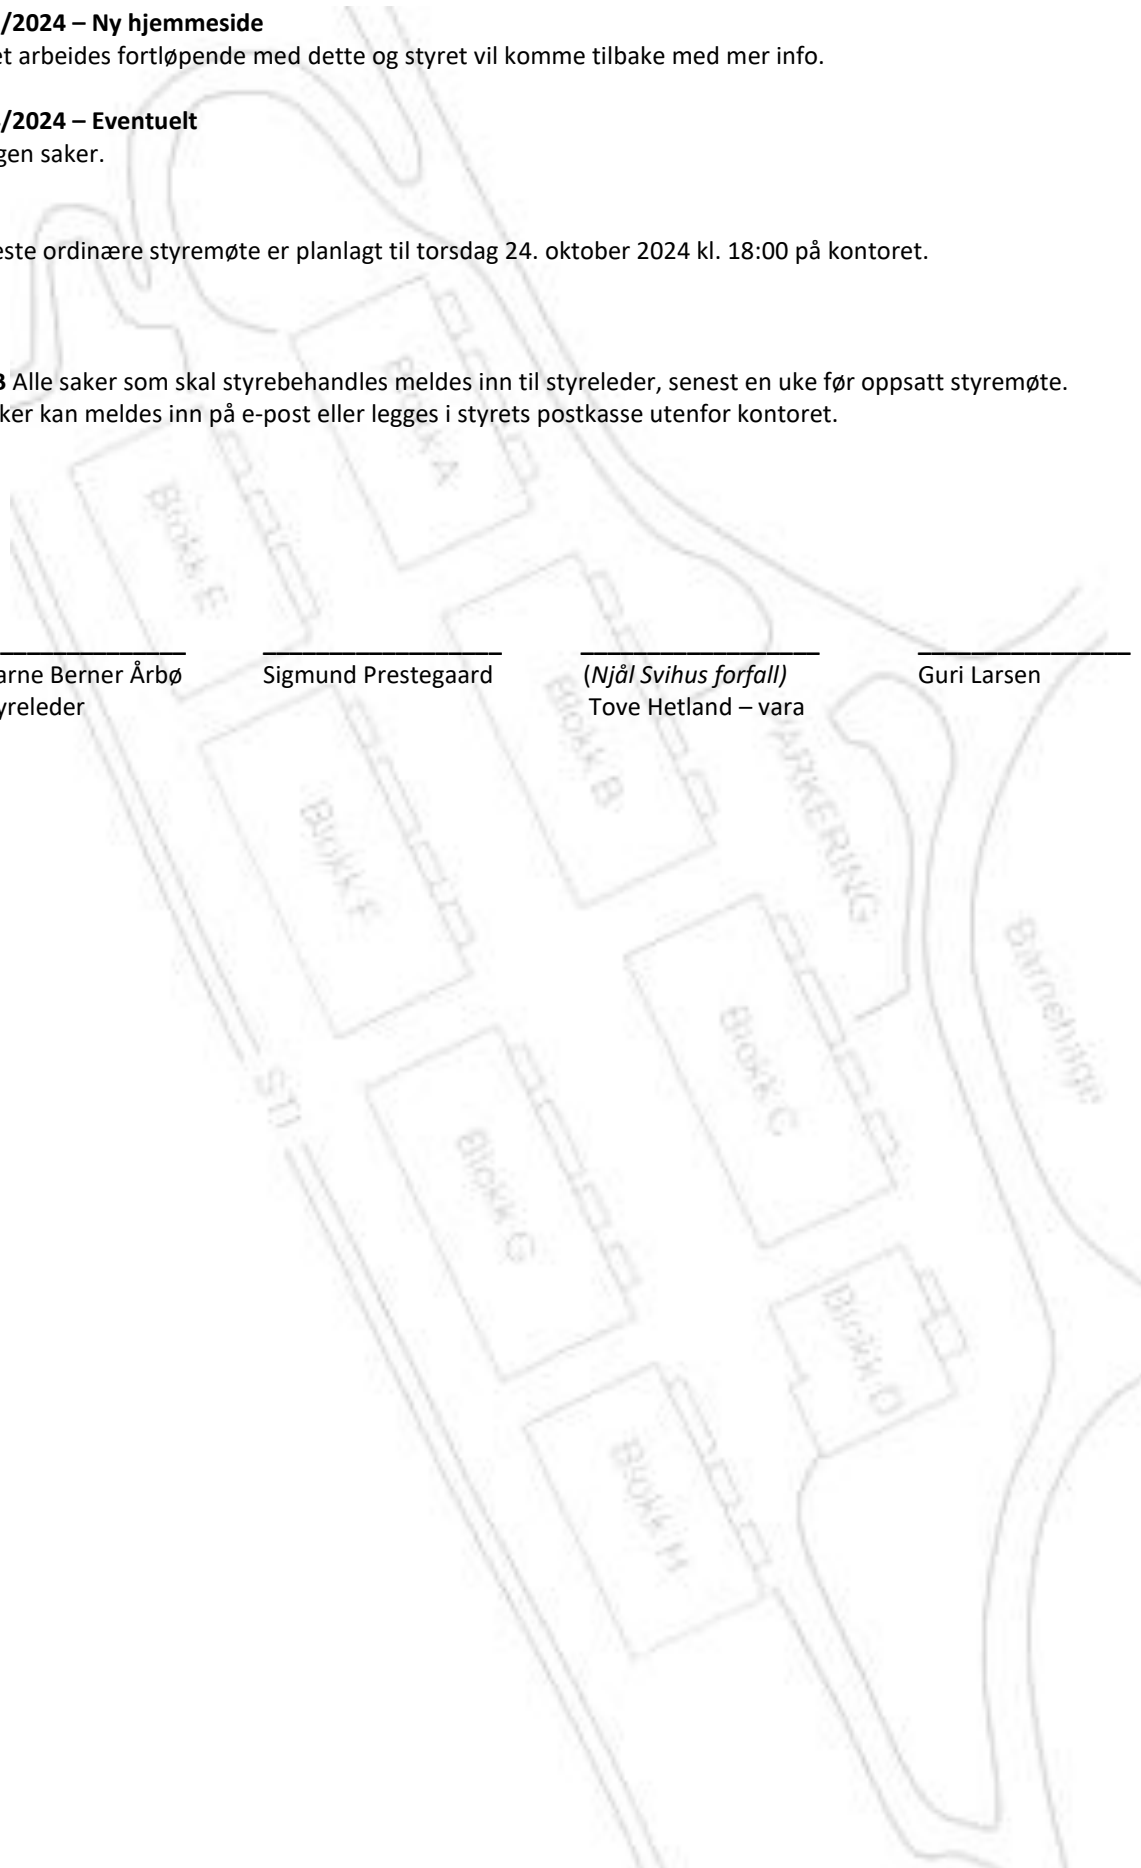 /2024 – Ny hjemmeside
et arbeides fortløpende med dette og styret vil komme tilbake med mer info.
/2024 – Eventuelt
gen saker.
este ordinære styremøte er planlagt til torsdag 24. oktober 2024 kl. 18:00 på kontoret.
Alle saker som skal styrebehandles meldes inn til styreleder, senest en uke før oppsatt styremøte.
ker kan meldes inn på e-post eller legges i styrets postkasse utenfor kontoret.
arne Berner Årbø Sigmund Prestegaard (Njål Svihus forfall) Guri Larsen
yreleder Tove Hetland – vara
Blokk A
Blokk E
Blokk B
PARKERING
Blokk F
Barnehage
Blokk C
STI
Blokk G
Blokk D
Blokk H